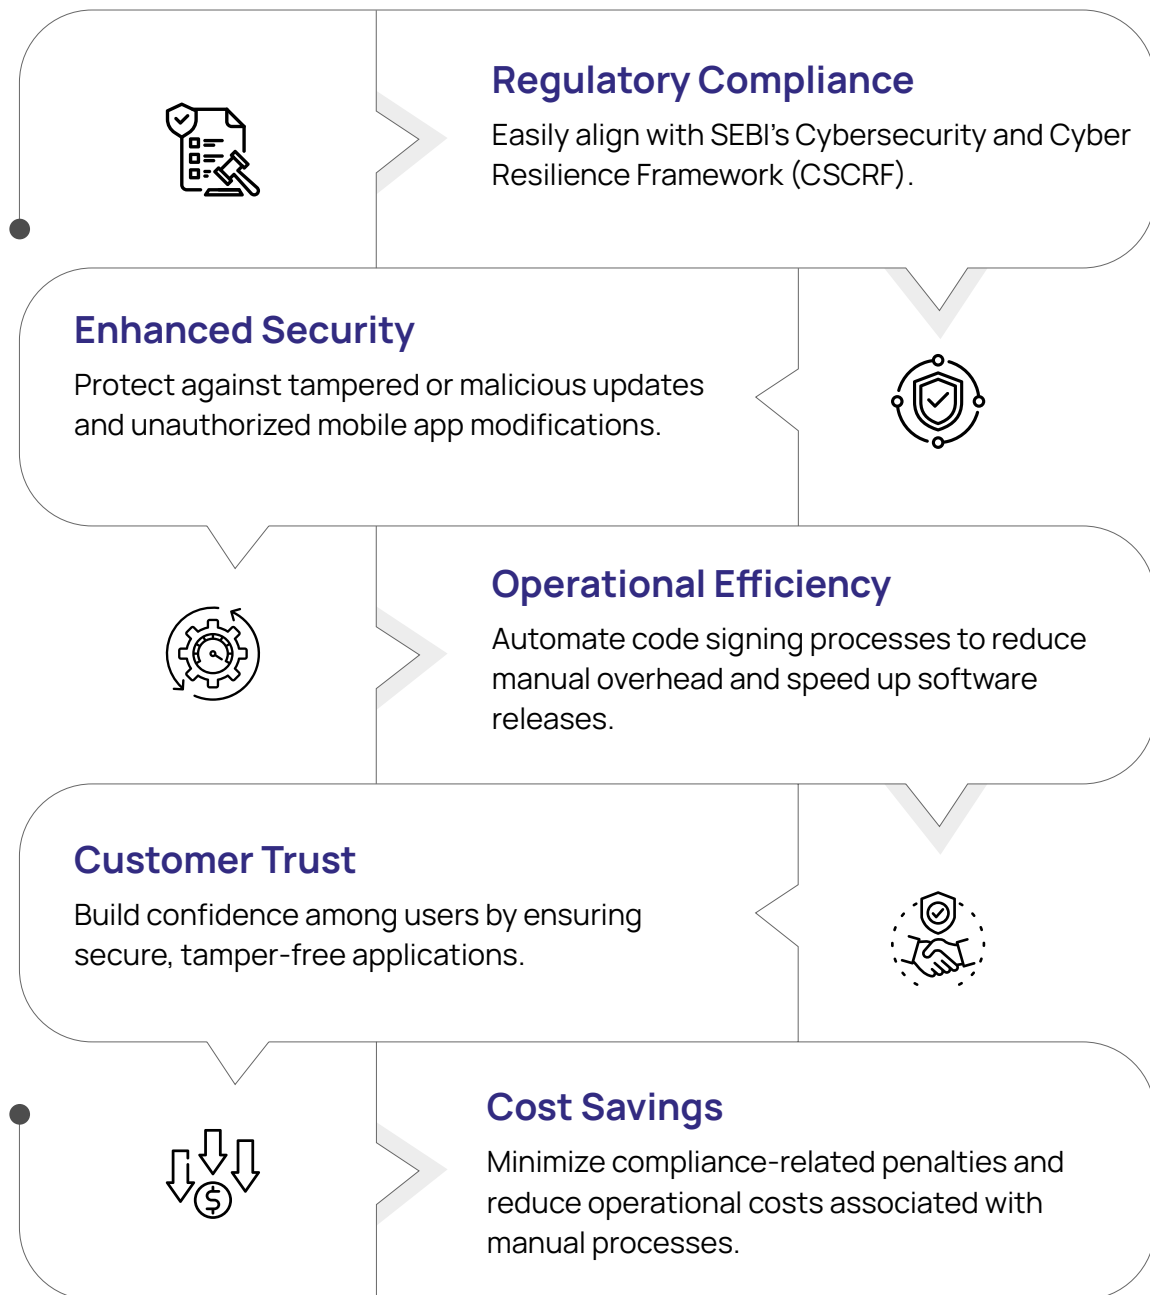 Regulatory Compliance
Easily align with SEBI's Cybersecurity and Cyber
Resilience Framework (CSCRF).
Enhanced Security
Protect against tampered or malicious updates
and unauthorized mobile app modifications.
Operational Efficiency
Automate code signing processes to reduce
manual overhead and speed up software
releases.
Customer Trust
Build confidence among users by ensuring
secure, tamper-free applications.
Cost Savings
Minimize compliance-related penalties and
reduce operational costs associated with
manual processes.